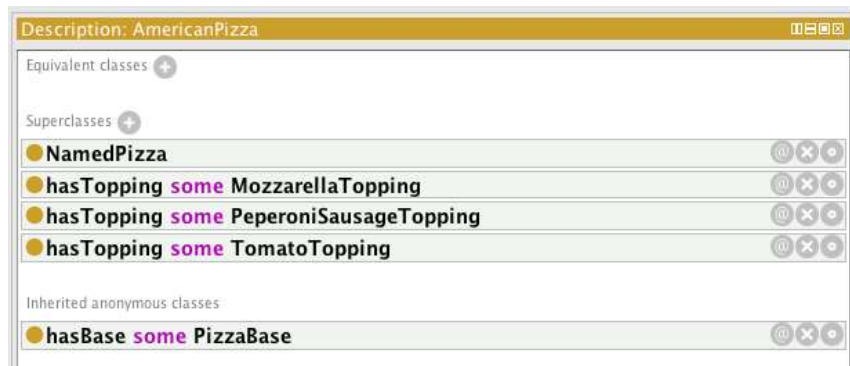 Description: AmericanPizza
Equivalent classes
Superclasses
NamedPizza
hasTopping some MozzarellaTopping
hasTopping some PeperoniSausageTopping
hasTopping some TomatoTopping
Inherited anonymous classes
hasBase some PizzaBase